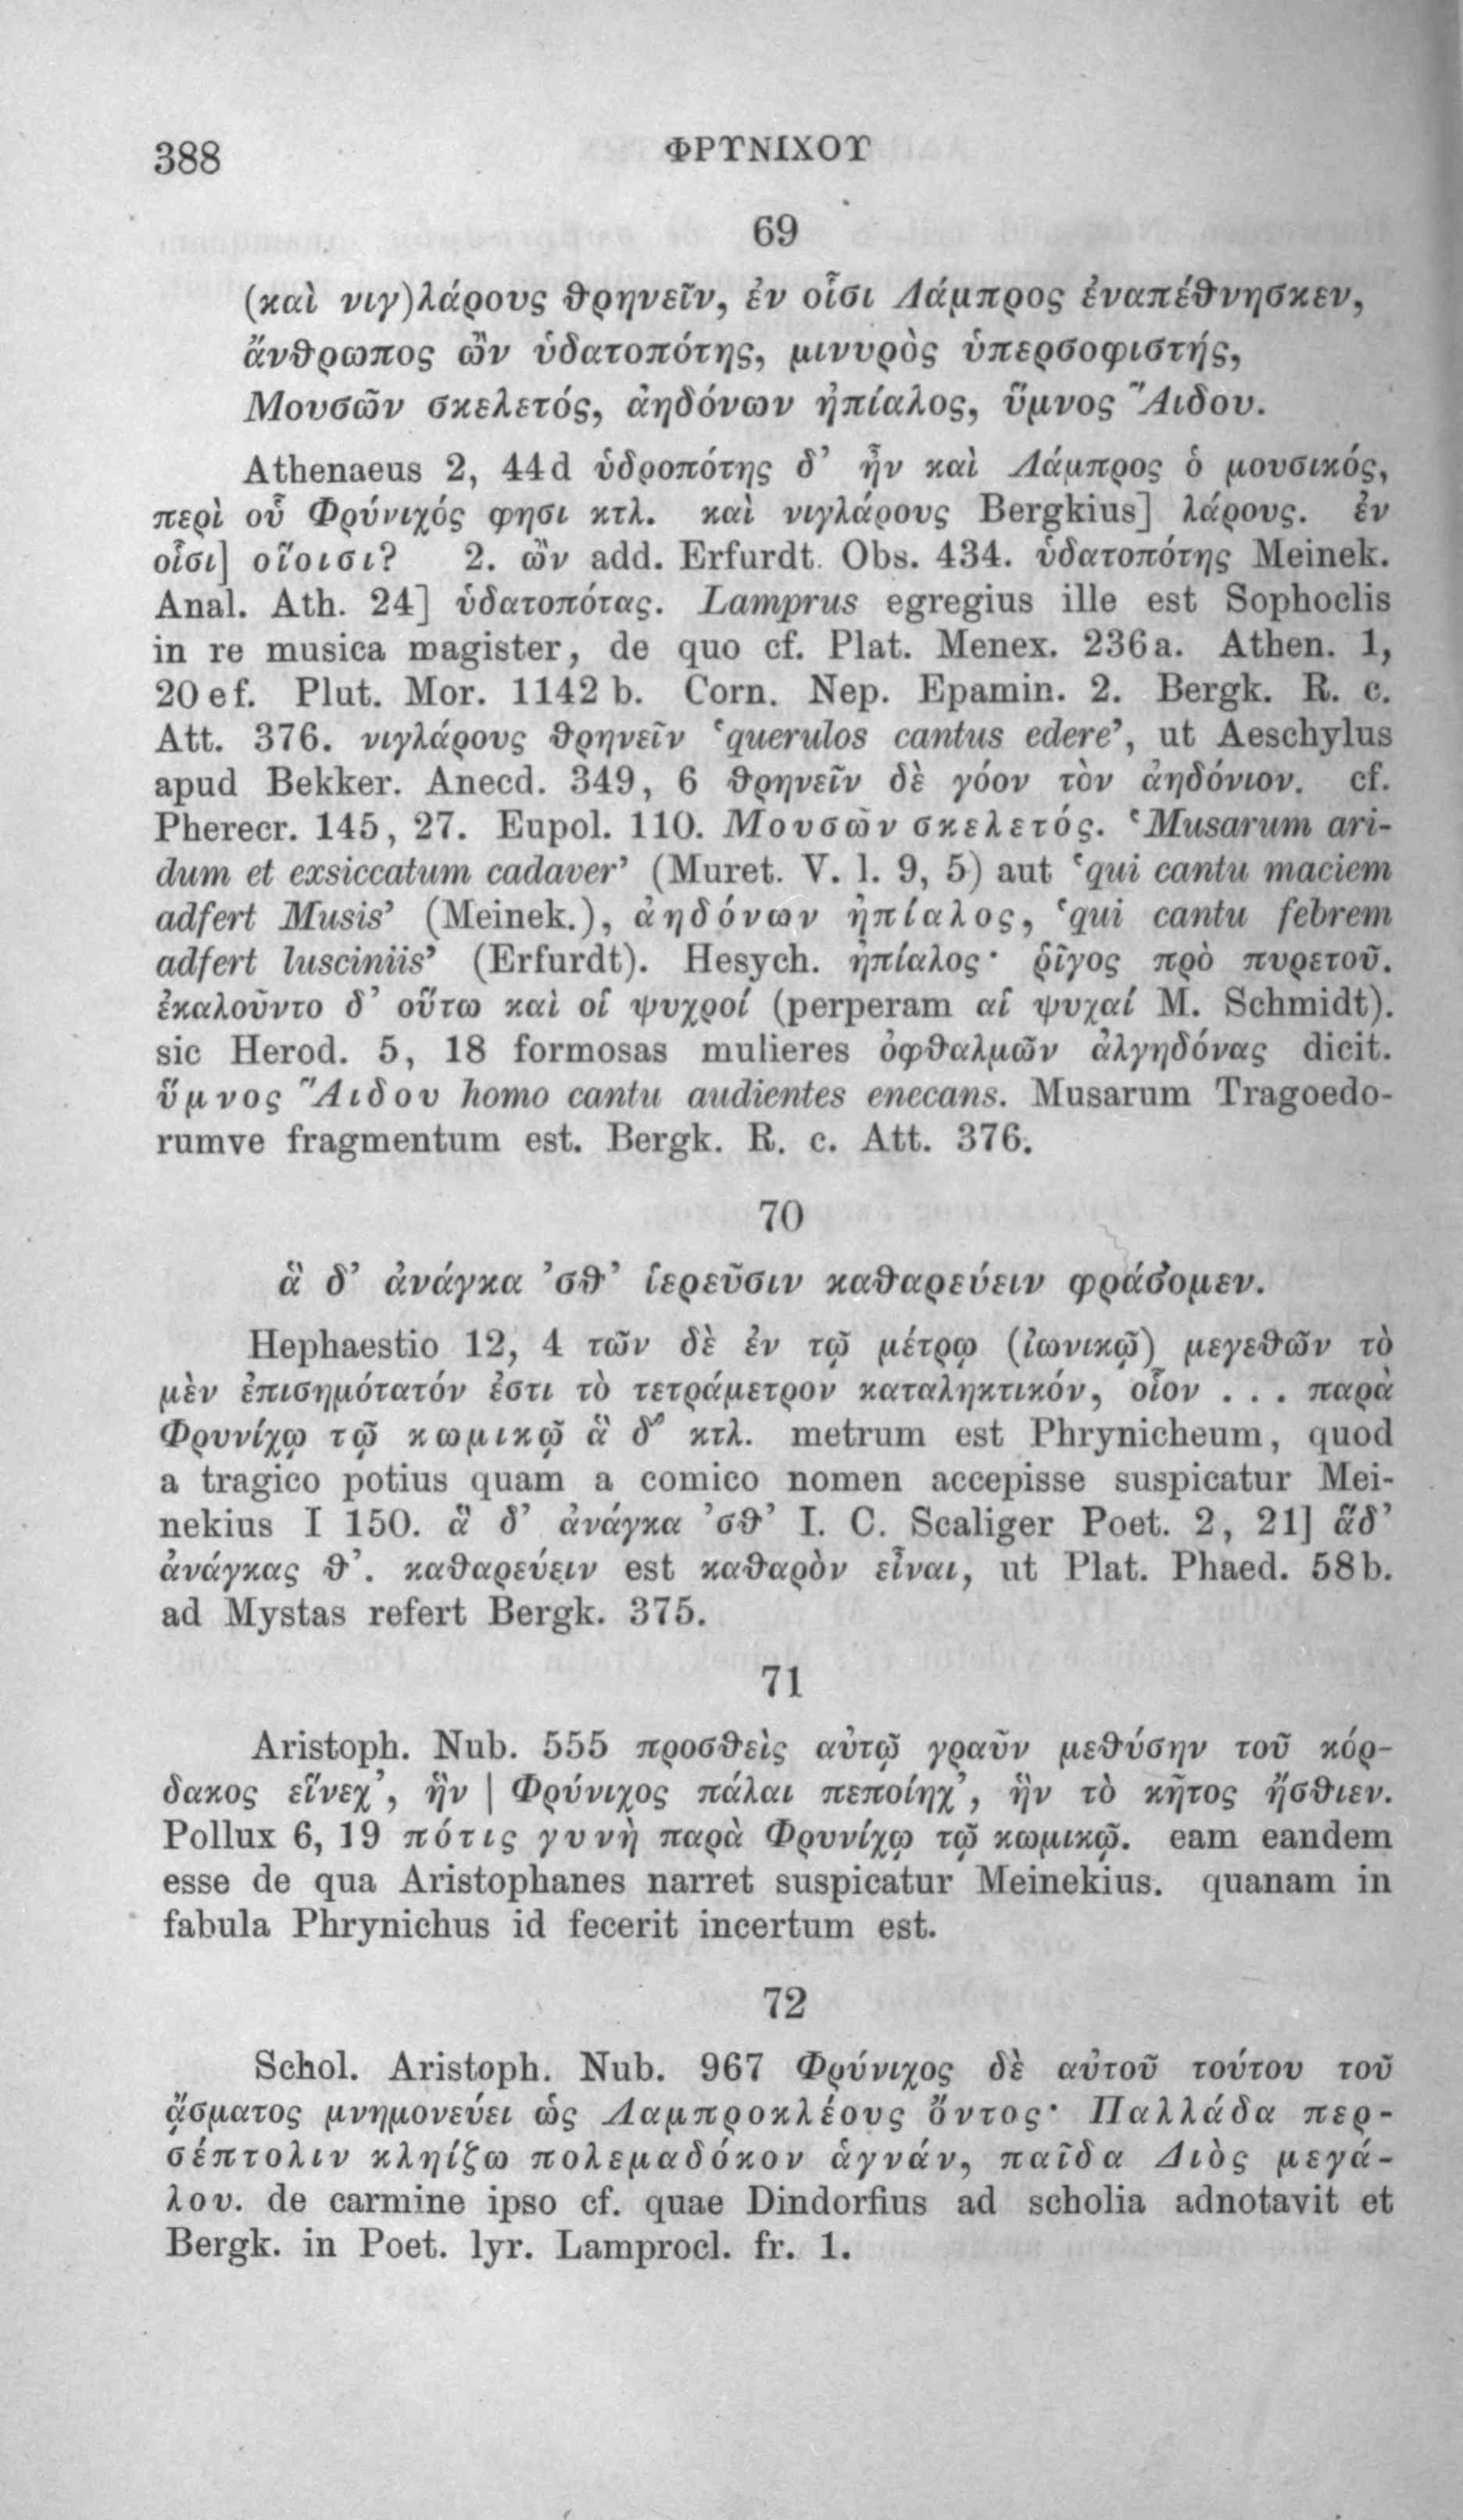 388
ΦΡΥΝΙΧΟΥ
69
(καὶ νιγ)λάρους θρηνεῖν, ἐν οἷσι Λάμπρος ἐναπέθνησκεν,
ἄνθρωπος ὢν ὑδατοπότης, μινυρὸς ὑπερσοφιστής,
Μουσῶν σκελετός, ἀηδόνων ἠπίαλος, ὕμνος Ἅιδου.
Athenaeus 2, 44d ὑδροπότης δ’ ἦν καὶ Λάμπρος ὁ μουσικός,
περὶ οὗ Φρύνιχός φησι κτλ. καὶ νιγλάρους Bergkius] λάρους. ἐν
οἷσι] οἵοισι? 2. ὢν add. Erfurdt. Obs. 434. ὑδατοπότης Meinek.
Anal. Ath. 24] ὑδατοπότας. Lamprus egregius ille est Sophoclis
in re musica magister, de quo cf. Plat. Menex. 236a. Athen. 1,
20ef. Plut. Mor. 1142b. Corn. Nep. Epamin. 2. Bergk. R. c.
Att. 376. νιγλάρους θρηνεῖν ‘querulos cantus edere’, ut Aeschylus
apud Bekker. Anecd. 349, 6 θρηνεῖν δὲ γόον τὸν ἀηδόνιον. cf.
Pherecr. 145, 27. Eupol. 110. Μουσῶν σκελετός. ‘Musarum ari-
dum et exsiccatum cadaver’ (Muret. V. l. 9, 5) aut ‘qui cantu maciem
adfert Musis’ (Meinek.), ἀηδόνων ἠπίαλος, ‘qui cantu febrem
adfert lusciniis’ (Erfurdt). Hesych. ἠπίαλος· ῥῖγος πρὸ πυρετοῦ.
ἐκαλοῦντο δ’ οὕτω καὶ οἱ ψυχροί (perperam αἱ ψυχαί M. Schmidt).
sic Herod. 5, 18 formosas mulieres ὀφθαλμῶν ἀλγηδόνας dicit.
ὕμνος Ἅιδου homo cantu audientes enecans. Musarum Tragoedo-
rumve fragmentum est. Bergk. R. c. Att. 376.
70
ἃ δ’ ἀνάγκα ’σθ’ ἱερεῦσιν καθαρεύειν φράσομεν.
Hephaestio 12, 4 τῶν δὲ ἐν τῷ μέτρῳ (ἰωνικῷ) μεγεθῶν τὸ
μὲν ἐπισημότατόν ἐστι τὸ τετράμετρον καταληκτικόν, οἷον . . . παρὰ
Φρυνίχῳ τῷ κωμικῷ ἃ δ’ κτλ. metrum est Phrynicheum, quod
a tragico potius quam a comico nomen accepisse suspicatur Mei-
nekius I 150. ἃ δ’ ἀνάγκα ’σθ’ I. C. Scaliger Poet. 2, 21] ἅδ’
ἀνάγκας θ’. καθαρεύειν est καθαρὸν εἶναι, ut Plat. Phaed. 58b.
ad Mystas refert Bergk. 375.
71
Aristoph. Nub. 555 προσθεὶς αὐτῷ γραῦν μεθύσην τοῦ κόρ-
δακος εἵνεχ’, ἣν | Φρύνιχος πάλαι πεποίηχ’, ἣν τὸ κῆτος ἤσθιεν.
Pollux 6, 19 πότις γυνὴ παρὰ Φρυνίχῳ τῷ κωμικῷ. eam eandem
esse de qua Aristophanes narret suspicatur Meinekius. quanam in
fabula Phrynichus id fecerit incertum est.
72
Schol. Aristoph. Nub. 967 Φρύνιχος δὲ αὐτοῦ τούτου τοῦ
ᾄσματος μνημονεύει ὡς Λαμπροκλέους ὄντος· Παλλάδα περ-
σέπτολιν κληίζω πολεμαδόκον ἁγνάν, παῖδα Διὸς μεγά-
λου. de carmine ipso cf. quae Dindorfius ad scholia adnotavit et
Bergk. in Poet. lyr. Lamprocl. fr. 1.